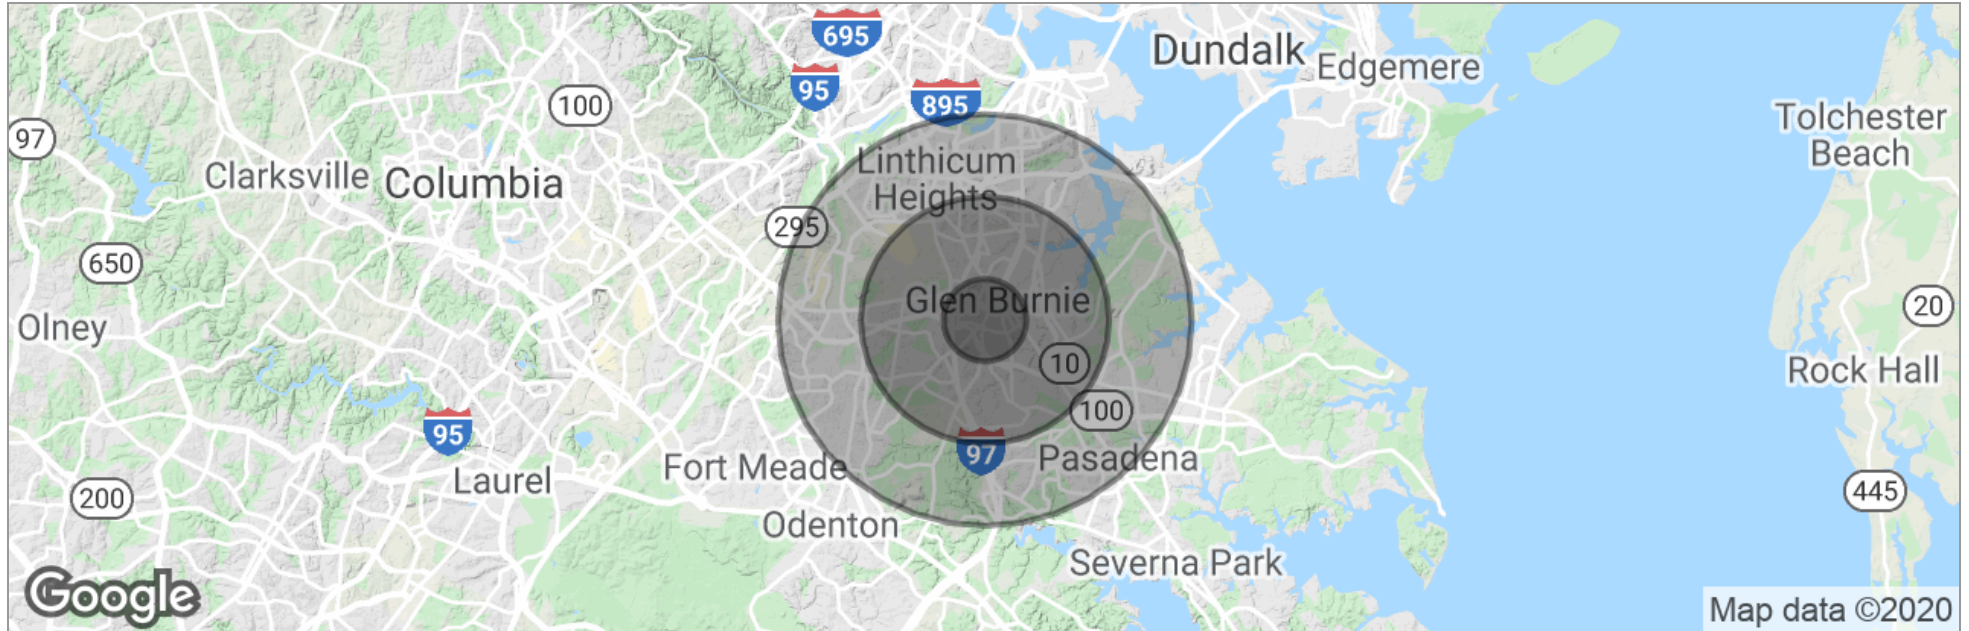 695
95
Dundalk
Edgemere
100
895
97
Tolchester
Beach
Linthicum
Heights
Clarksville
Columbia
295
650
Glen Burnie
20
Olney
10
Rock Hall
100
95
97
Pasadena
Fort Meade
Laurel
200
445
Odenton
Severna Park
Google
Map data ©2020